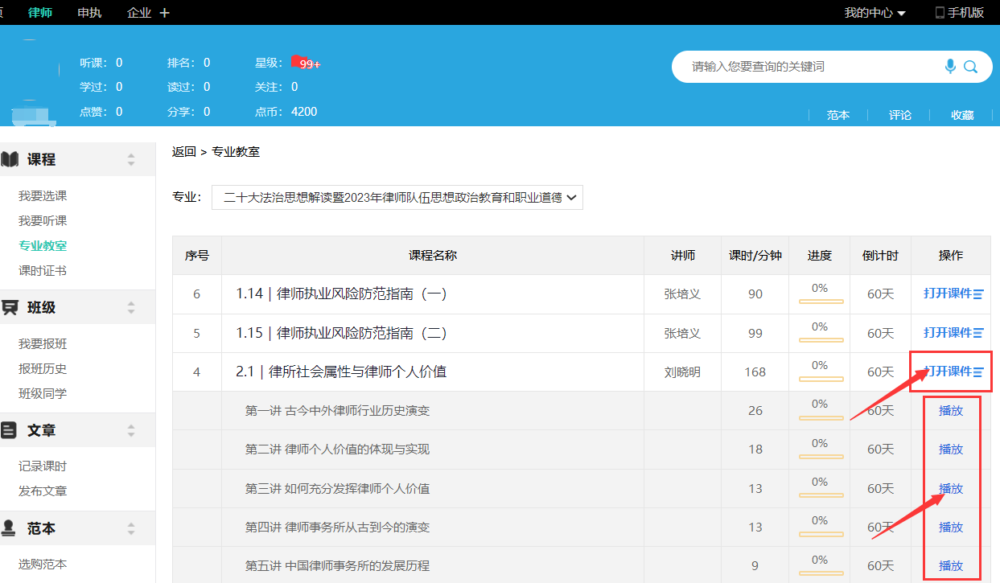 律师 申执 企业 + 我的中心 手机版
听课： 0 排名： 0 星级： 99+
请输入您要查询的关键词
学过： 0 读过： 0 关注： 0
点赞： 0 分享： 0 点币： 4200
范本 评论 收藏
课程
我要选课
我要听课
专业教室
课时证书
班级
我要报班
报班历史
班级同学
文章
记录课时
发布文章
范本
选购范本
返回 > 专业教室
专业： 二十大法治思想解读暨2023年律师队伍思想政治教育和职业道德
序号 课程名称 讲师 课时/分钟 进度 倒计时 操作
6 1.14 | 律师执业风险防范指南（一） 张培义 90 0% 60天 打开课件
5 1.15 | 律师执业风险防范指南（二） 张培义 99 0% 60天 打开课件
4 2.1 | 律所社会属性与律师个人价值 刘晓明 168 0% 60天 打开课件
第一讲 古今中外律师行业历史演变 26 0% 60天 播放
第二讲 律师个人价值的体现与实现 18 0% 60天 播放
第三讲 如何充分发挥律师个人价值 13 0% 60天 播放
第四讲 律师事务所从古到今的演变 13 0% 60天 播放
第五讲 中国律师事务所的发展历程 9 0% 60天 播放